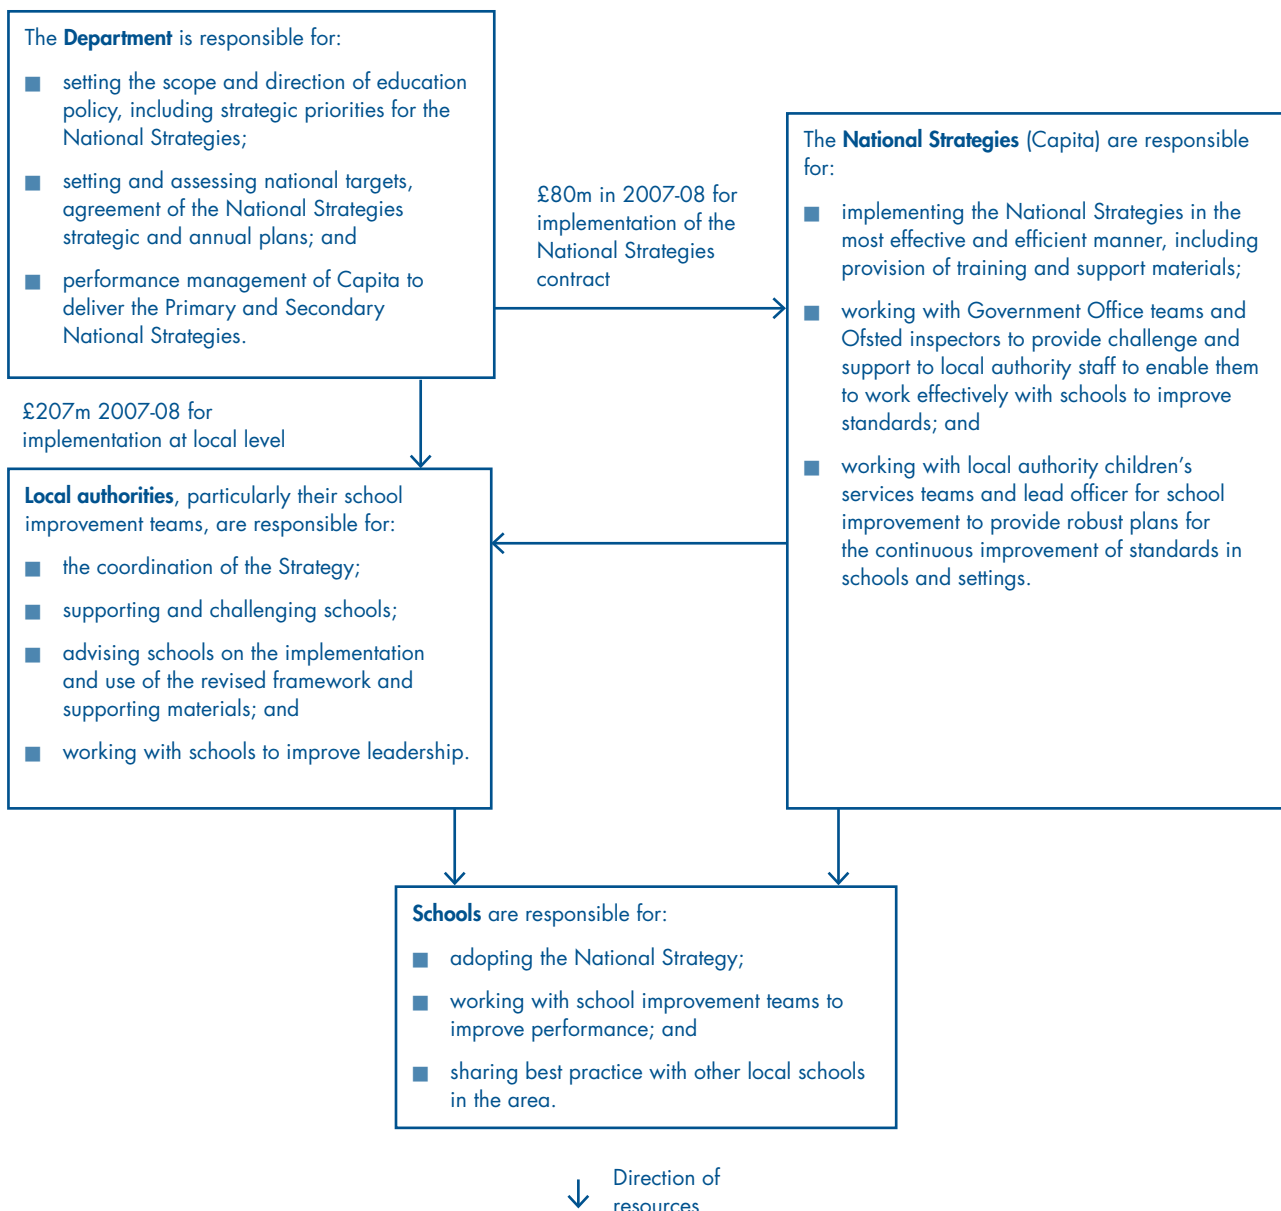 The Department is responsible for:
■ setting the scope and direction of education
policy, including strategic priorities for the
National Strategies;
■ setting and assessing national targets,
agreement of the National Strategies
strategic and annual plans; and
■ performance management of Capita to
deliver the Primary and Secondary
National Strategies.
£80m in 2007-08 for
implementation of the
National Strategies
contract
The National Strategies (Capita) are responsible
for:
■ implementing the National Strategies in the
most effective and efficient manner, including
provision of training and support materials;
■ working with Government Office teams and
Ofsted inspectors to provide challenge and
support to local authority staff to enable them
to work effectively with schools to improve
standards; and
■ working with local authority children’s
services teams and lead officer for school
improvement to provide robust plans for
the continuous improvement of standards in
schools and settings.
£207m 2007-08 for
implementation at local level
Local authorities, particularly their school
improvement teams, are responsible for:
■ the coordination of the Strategy;
■ supporting and challenging schools;
■ advising schools on the implementation
and use of the revised framework and
supporting materials; and
■ working with schools to improve leadership.
Schools are responsible for:
■ adopting the National Strategy;
■ working with school improvement teams to
improve performance; and
■ sharing best practice with other local schools
in the area.
Direction of
resources